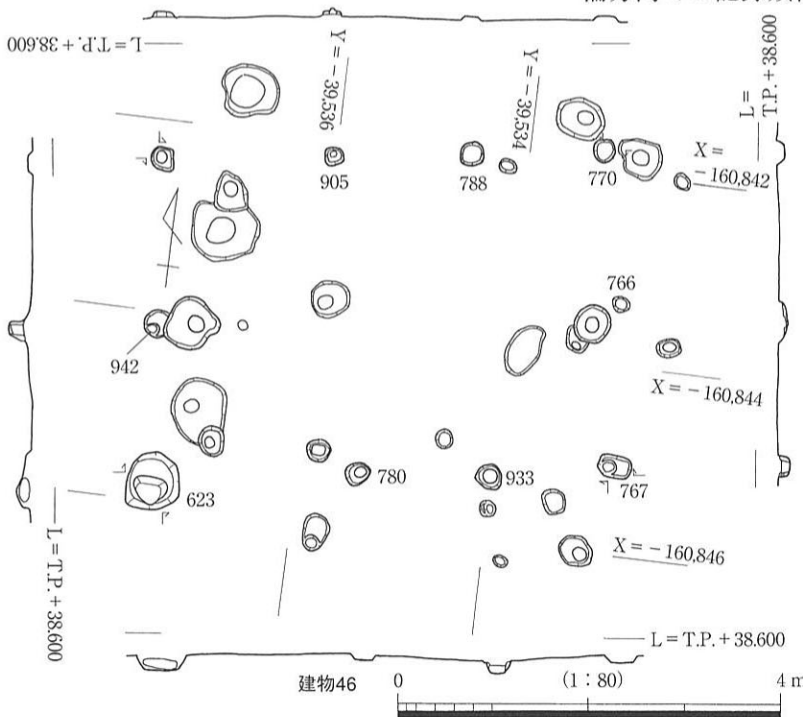 L=T.P.+38.600
Y=-39,536
Y=-39,534
L=
T.P.+38.600
X=
-160,842
905
788
770
766
942
X=-160,844
780
933
767
623
X=-160,846
L=T.P.+38.600
L=T.P.+38.600
建物46
0
(1:80)
4m